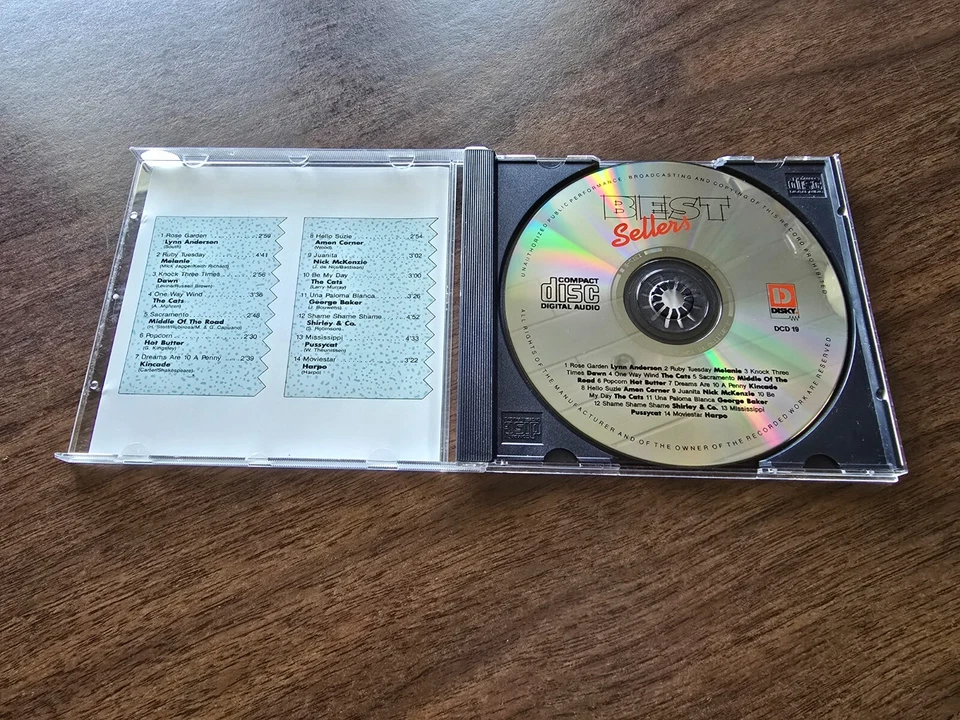 1 Rose Garden 2:59
Lynn Anderson
(South)
2 Ruby Tuesday 4:41
Melanie
(Mick Jagger/Keith Richard)
3 Knock Three Times 2:56
Dawn
(Levine/Russell Brown)
4 One Way Wind 3:38
The Cats
5 Sacramento 2:48
Middle Of The Road
6 Popcorn 2:30
Hot Butter
(G. Kingsley)
7 Dreams Are 10 A Penny 2:39
Kincade
(Carter/Shakespeare)
8 Hello Suzie 2:54
Amen Corner
(Wood)
9 Juanita 3:02
Nick McKenzie
10 Be My Day 3:00
The Cats
11 Una Paloma Blanca 3:26
George Baker
12 Shame Shame Shame 4:52
Shirley & Co.
13 Mississippi 4:33
Pussycat
(W. Theunissen)
14 Moviestar 3:22
Harpo
(Harpo)
UNAUTHORIZED PUBLIC PERFORMANCE BROADCASTING AND COPYING OF THIS RECORD PROHIBITED
BEST
Sellers
COMPACT
disc
DIGITAL AUDIO
D
DISKY
DCD 19
1 Rose Garden Lynn Anderson 2 Ruby Tuesday Melanie 3 Knock Three
Times Dawn 4 One Way Wind The Cats 5 Sacramento Middle Of The
Road 6 Popcorn Hot Butter 7 Dreams Are 10 A Penny Kincade
8 Hello Suzie Amen Corner 9 Juanita Nick McKenzie 10 Be
My Day The Cats 11 Una Paloma Blanca George Baker
12 Shame Shame Shame Shirley & Co. 13 Mississippi
Pussycat 14 Moviestar Harpo
ALL RIGHTS OF THE MANUFACTURER AND OF THE OWNER OF THE RECORDED WORK ARE RESERVED